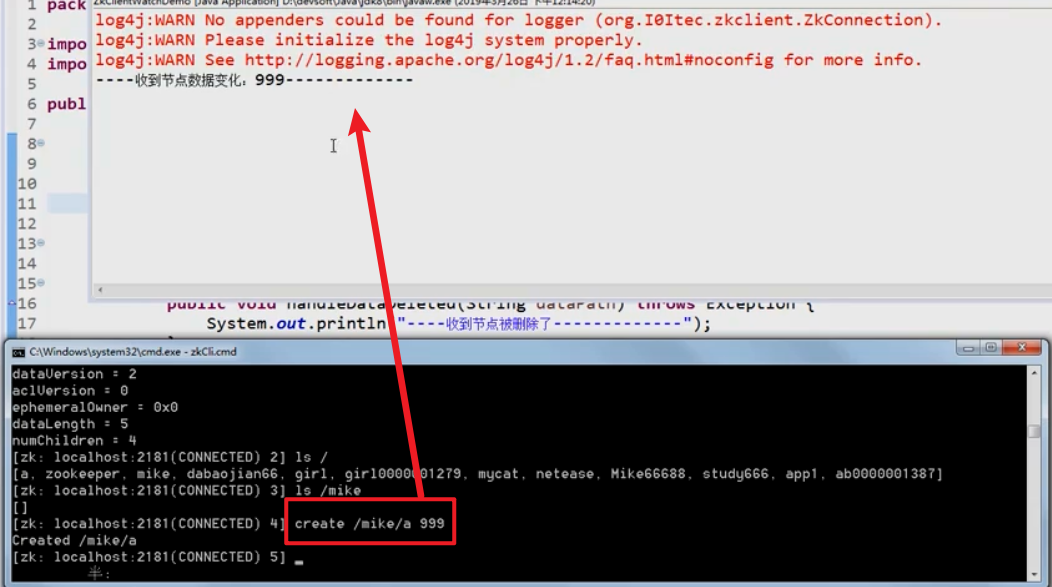 ZkClientWatchDemo [Java Application] D:\devsoft\Java\jdk8\bin\javaw.exe (2019年3月26日 下午12:14:20)
1 pack
log4j:WARN No appenders could be found for logger (org.I0Itec.zkclient.ZkConnection).
2
log4j:WARN Please initialize the log4j system properly.
3 impo
log4j:WARN See http://logging.apache.org/log4j/1.2/faq.html#noconfig for more info.
4 impo
----收到节点数据变化：999-------------
5
6 publ
7
8
9
10
11
12
13
14
15
16 public void handleDataDeleted(String dataPath) throws Exception {
17 System.out.println("----收到节点被删除了-------------");
C:\Windows\system32\cmd.exe - zkCli.cmd
dataVersion = 2
aclVersion = 0
ephemeralOwner = 0x0
dataLength = 5
numChildren = 4
[zk: localhost:2181(CONNECTED) 2] ls /
[a, zookeeper, mike, dabaojian66, girl, girl0000001279, mycat, netease, Mike66688, study666, app1, ab0000001387]
[zk: localhost:2181(CONNECTED) 3] ls /mike
[]
[zk: localhost:2181(CONNECTED) 4] create /mike/a 999
Created /mike/a
[zk: localhost:2181(CONNECTED) 5]
半: